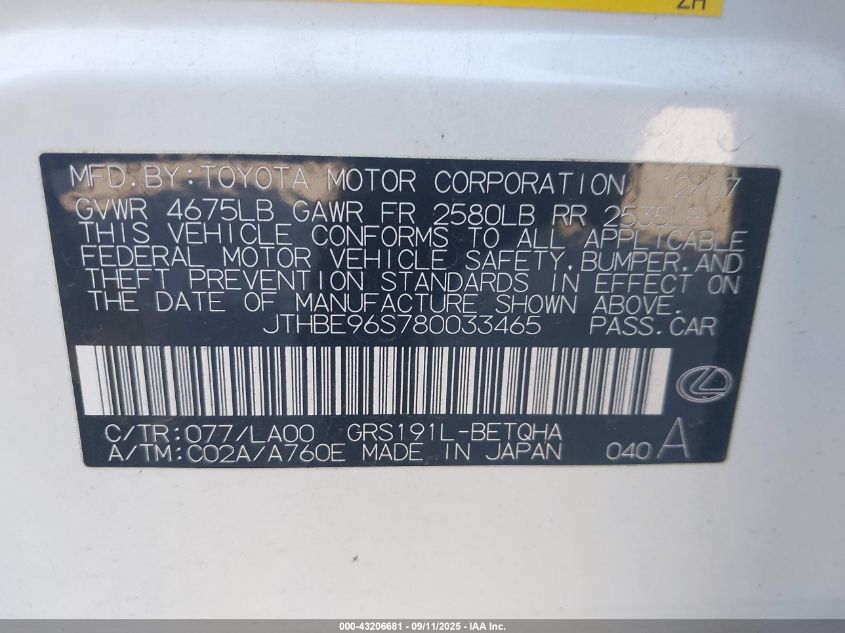 ZH
MFD.BY:TOYOTA MOTOR CORPORATION 12/07
GVWR 4675LB GAWR FR 2580LB RR 2535LB
THIS VEHICLE CONFORMS TO ALL APPLICABLE
FEDERAL MOTOR VEHICLE SAFETY, BUMPER, AND
THEFT PREVENTION STANDARDS IN EFFECT ON
THE DATE OF MANUFACTURE SHOWN ABOVE.
JTHBE96S780033465 PASS.CAR
C/TR:077/LA00 GRS191L-BETQHA
A/TM:C02A/A760E MADE IN JAPAN 040 A
000-43206681 - 09/11/2025 - IAA Inc.